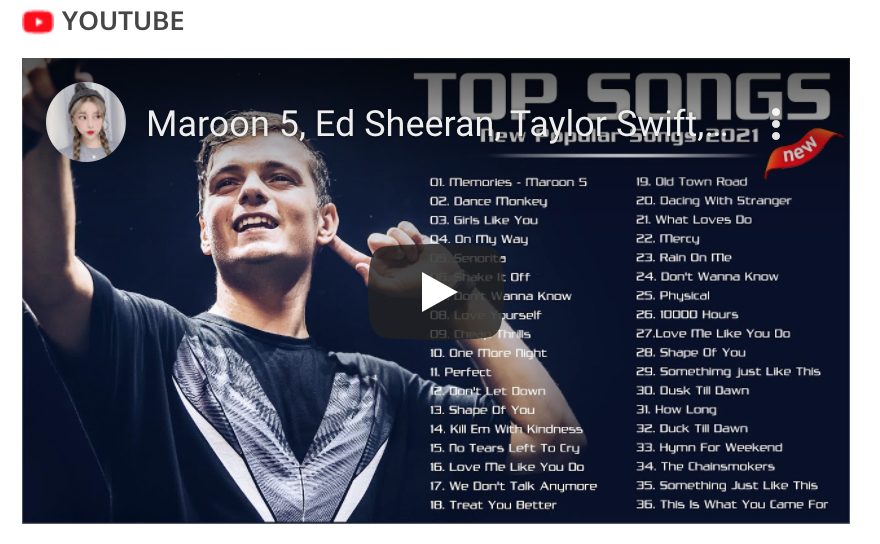 YOUTUBE
TOP SONGS
Maroon 5, Ed Sheeran, Taylor Swift,...
New Popular Songs 2021
new
01. Memories - Maroon 5
02. Dance Monkey
03. Girls Like You
04. On My Way
05. Senorita
06. Shake It Off
Don't Wanna Know
08. Love Yourself
09. Cheap Thrills
10. One More Night
11. Perfect
12. Don't Let Down
13. Shape Of You
14. Kill Em With Kindness
15. No Tears Left To Cry
16. Love Me Like You Do
17. We Don't Talk Anymore
18. Treat You Better
19. Old Town Road
20. Dacing With Stranger
21. What Loves Do
22. Mercy
23. Rain On Me
24. Don't Wanna Know
25. Physical
26. 10000 Hours
27.Love Me Like You Do
28. Shape Of You
29. Somethimg just Like This
30. Dusk Till Dawn
31. How Long
32. Duck Till Dawn
33. Hymn For Weekend
34. The Chainsmokers
35. Something Just Like This
36. This Is What You Came For